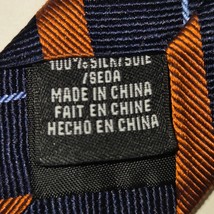 100% SILK/SOIE
/SEDA
MADE IN CHINA
FAIT EN CHINE
HECHO EN CHINA